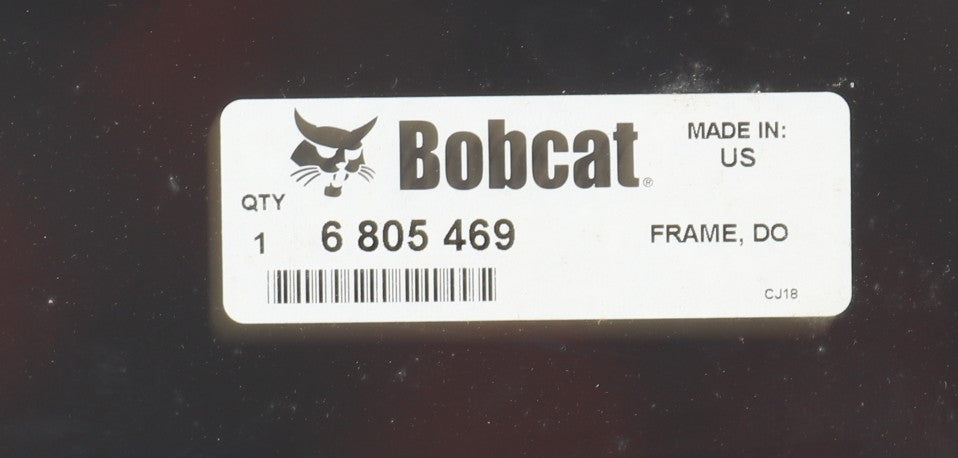 Bobcat®
MADE IN:
US
QTY
1
6 805 469
FRAME, DO
CJ18